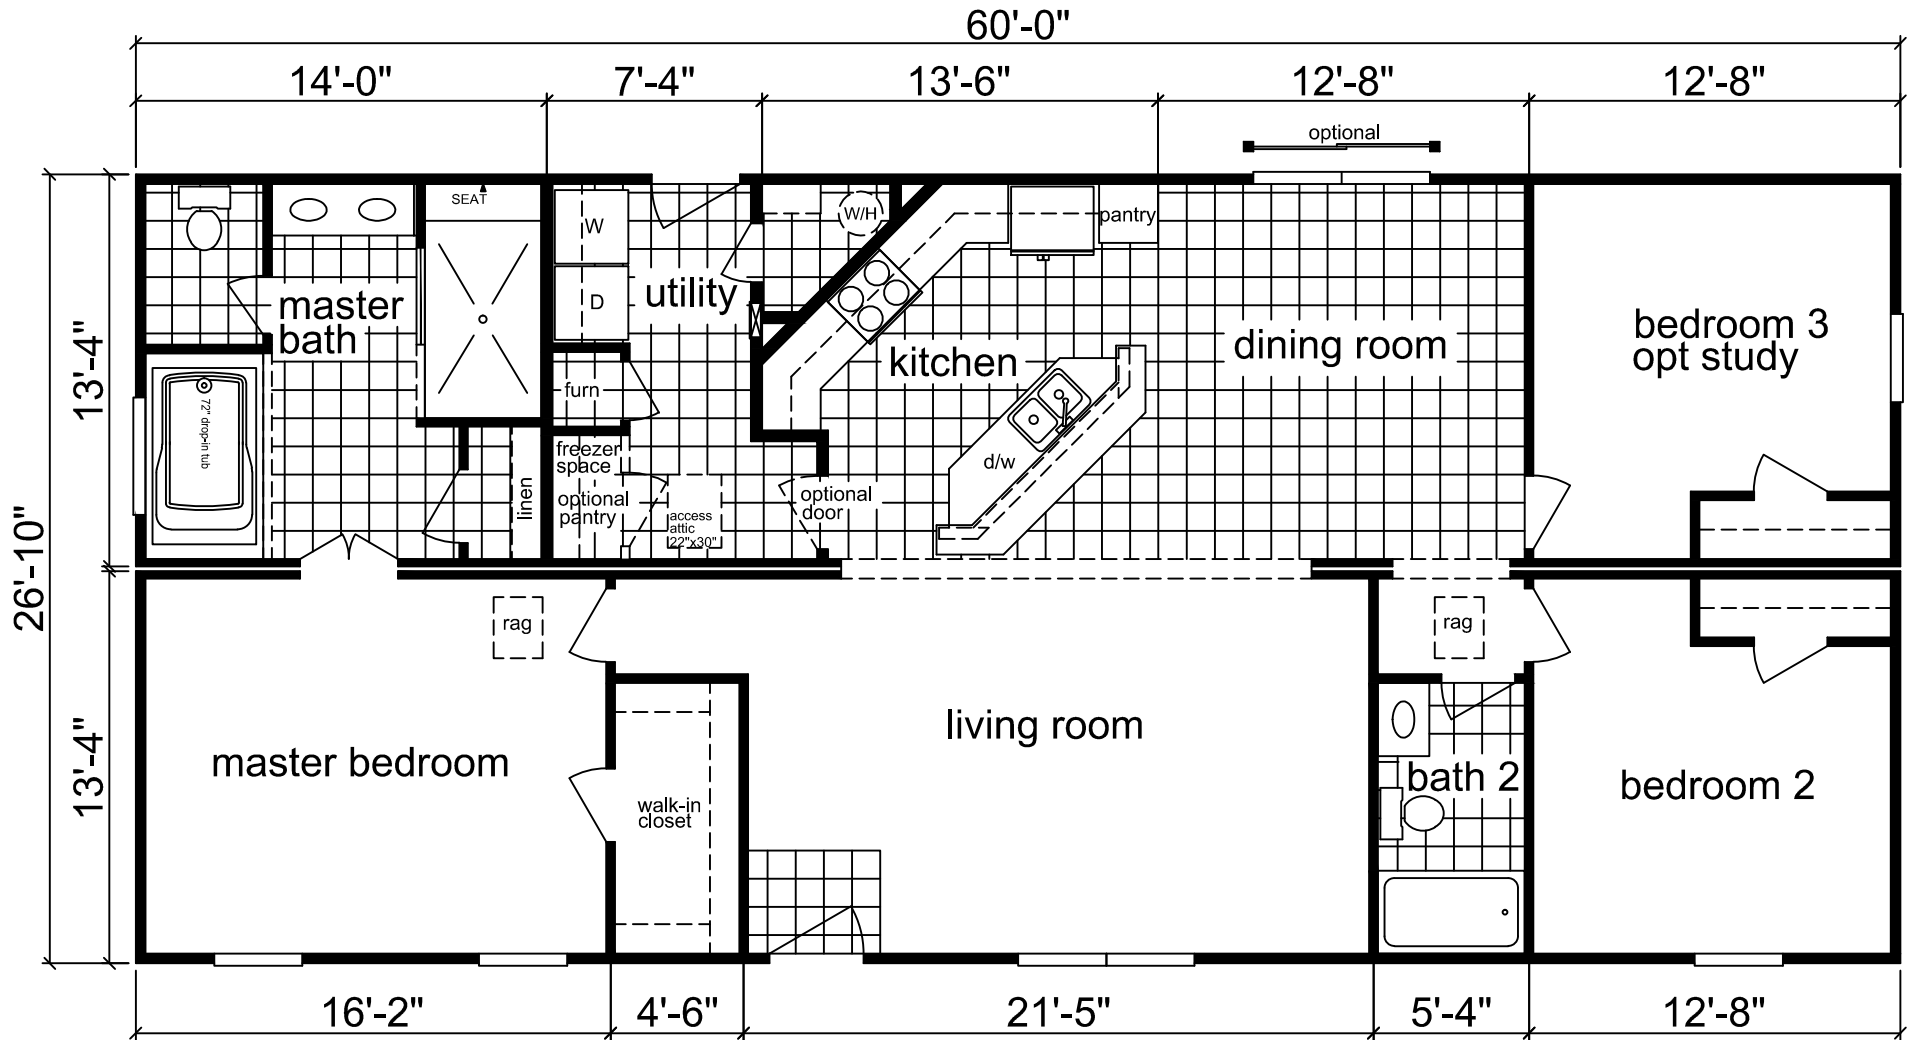 60'-0"
14'-0"
7'-4"
13'-6"
12'-8"
12'-8"
optional
SEAT
W
W/H
pantry
D
utility
master
bath
kitchen
dining room
bedroom 3
opt study
13'-4"
26'-10"
13'-4"
72" drop-in tub
furn
freezer
space
optional
pantry
linen
access
attic
22"x30"
optional
door
d/w
rag
rag
master bedroom
walk-in
closet
living room
bath 2
bedroom 2
16'-2"
4'-6"
21'-5"
5'-4"
12'-8"